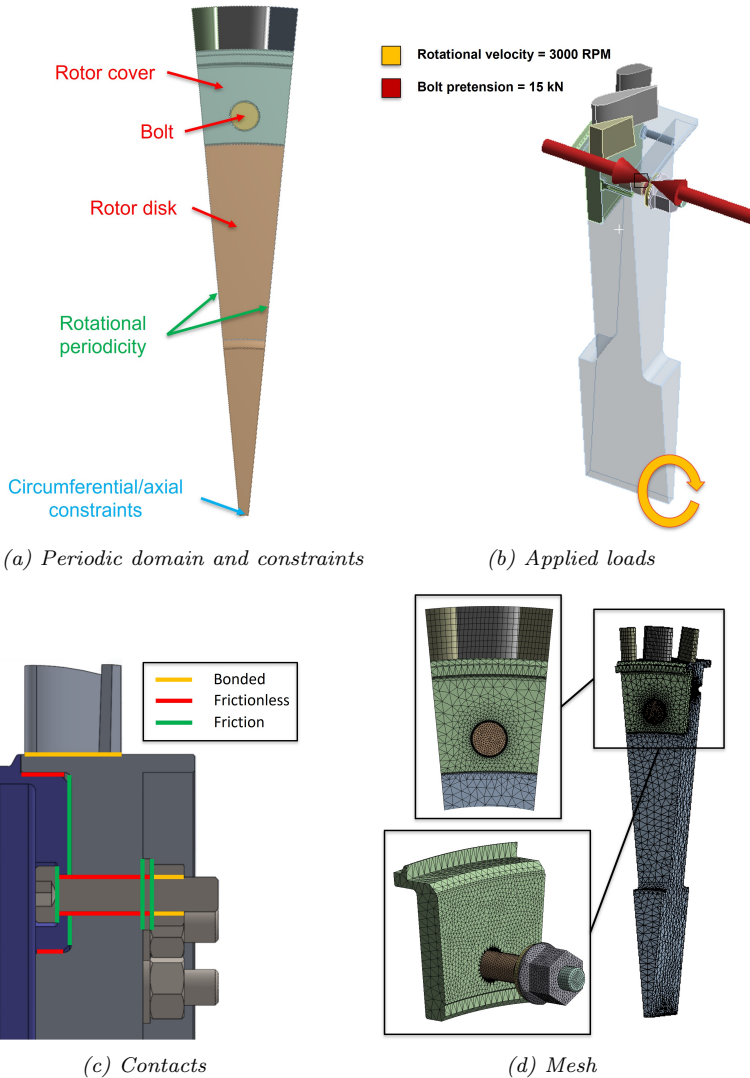 Rotor cover
Bolt
Rotor disk
Rotational
periodicity
Circumferential/axial
constraints
(a) Periodic domain and constraints
Rotational velocity = 3000 RPM
Bolt pretension = 15 kN
(b) Applied loads
Bonded
Frictionless
Friction
(c) Contacts
(d) Mesh